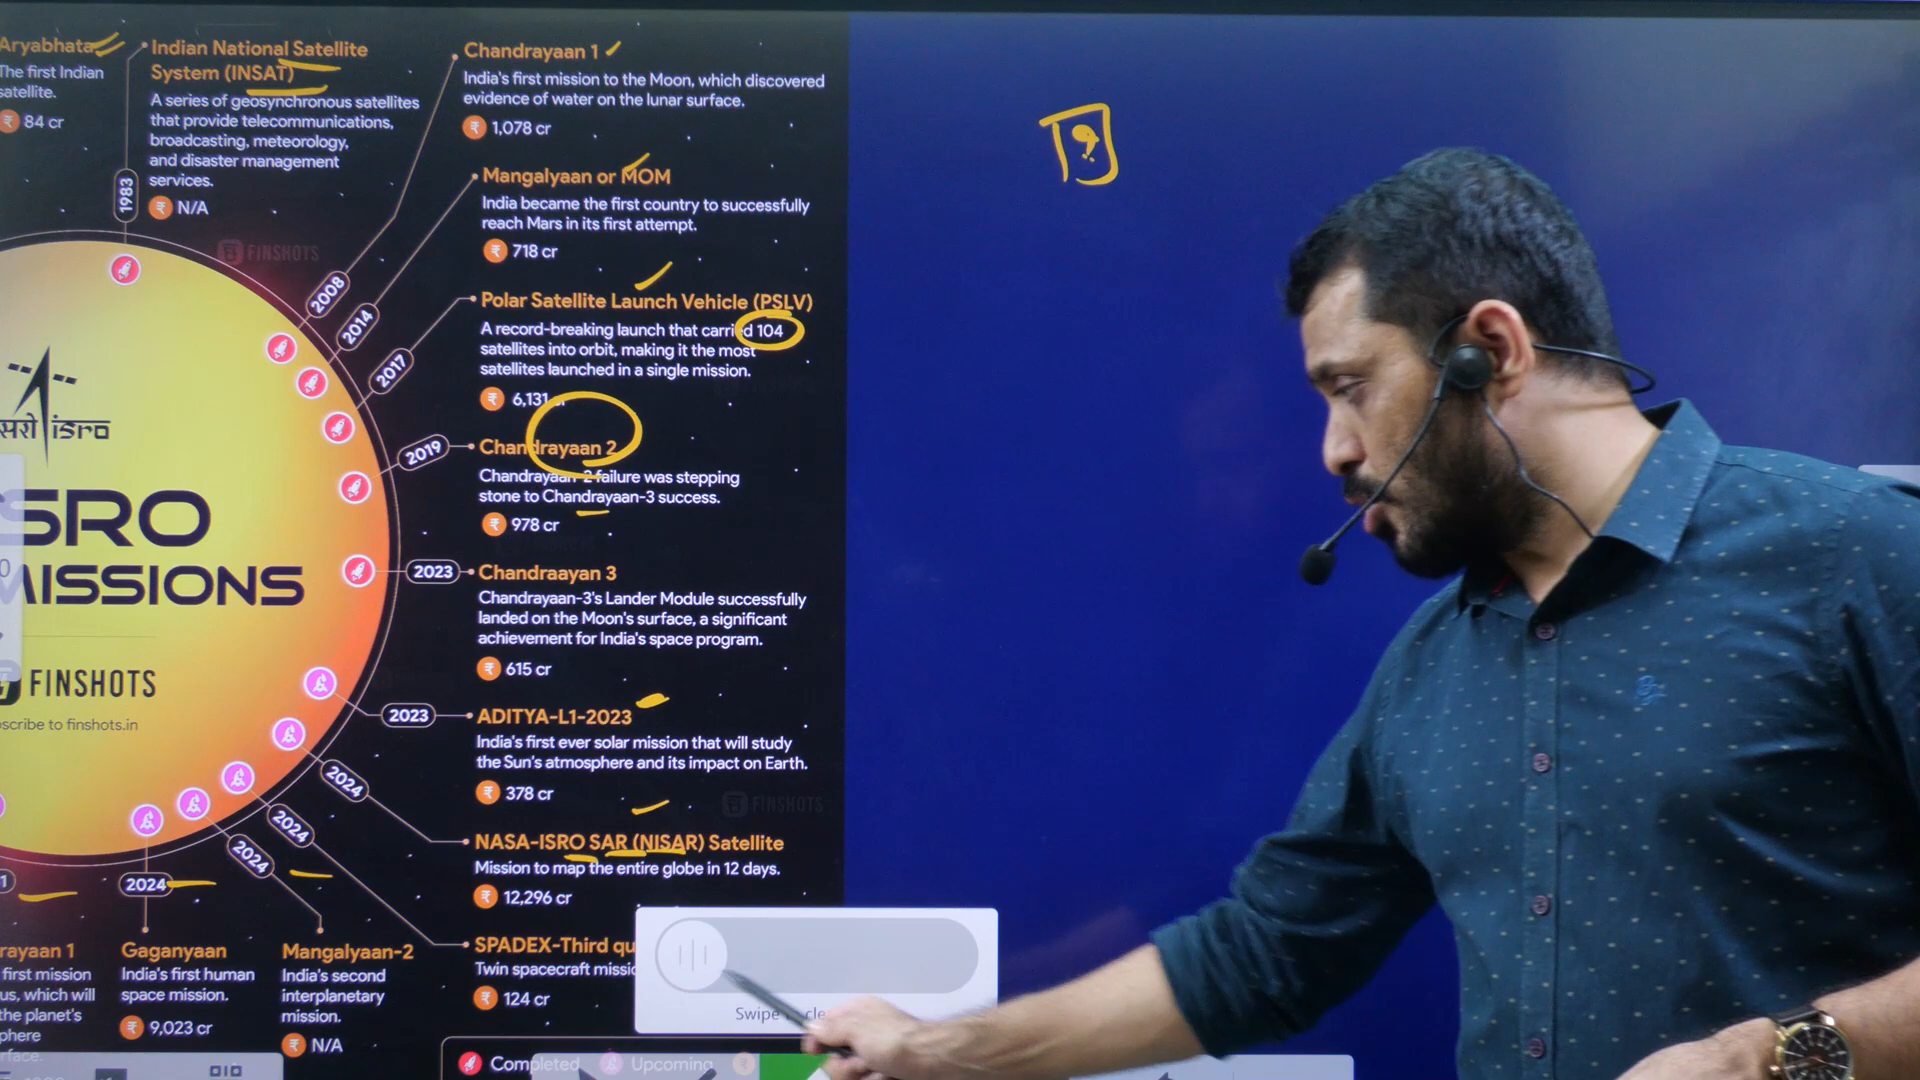 Aryabhata
The first Indian
satellite.
₹ 84 cr
Indian National Satellite
System (INSAT)
A series of geosynchronous satellites
that provide telecommunications,
broadcasting, meteorology,
and disaster management
services.
₹ N/A
1983
FINSHOTS
Chandrayaan 1
India's first mission to the Moon, which discovered
evidence of water on the lunar surface.
₹ 1,078 cr
2008
Mangalyaan or MOM
India became the first country to successfully
reach Mars in its first attempt.
₹ 718 cr
2014
Polar Satellite Launch Vehicle (PSLV)
A record-breaking launch that carried 104
satellites into orbit, making it the most
satellites launched in a single mission.
₹ 6,131
2017
Chandrayaan 2
Chandrayaan-2 failure was stepping
stone to Chandrayaan-3 success.
₹ 978 cr
2019
सरो isro
SRO
MISSIONS
FINSHOTS
scribe to finshots.in
2023
Chandraayan 3
Chandrayaan-3's Lander Module successfully
landed on the Moon's surface, a significant
achievement for India's space program.
₹ 615 cr
2023
ADITYA-L1-2023
India's first ever solar mission that will study
the Sun's atmosphere and its impact on Earth.
₹ 378 cr
FINSHOTS
2024
NASA-ISRO SAR (NISAR) Satellite
Mission to map the entire globe in 12 days.
₹ 12,296 cr
2024
SPADEX-Third qu
Twin spacecraft missi
₹ 124 cr
2024
Mangalyaan-2
India's second
interplanetary
mission.
₹ N/A
2024
Gaganyaan
India's first human
space mission.
₹ 9,023 cr
rayaan 1
first mission
us, which will
the planet's
phere
rface.
Completed
Upcoming
Swipe
cle
?